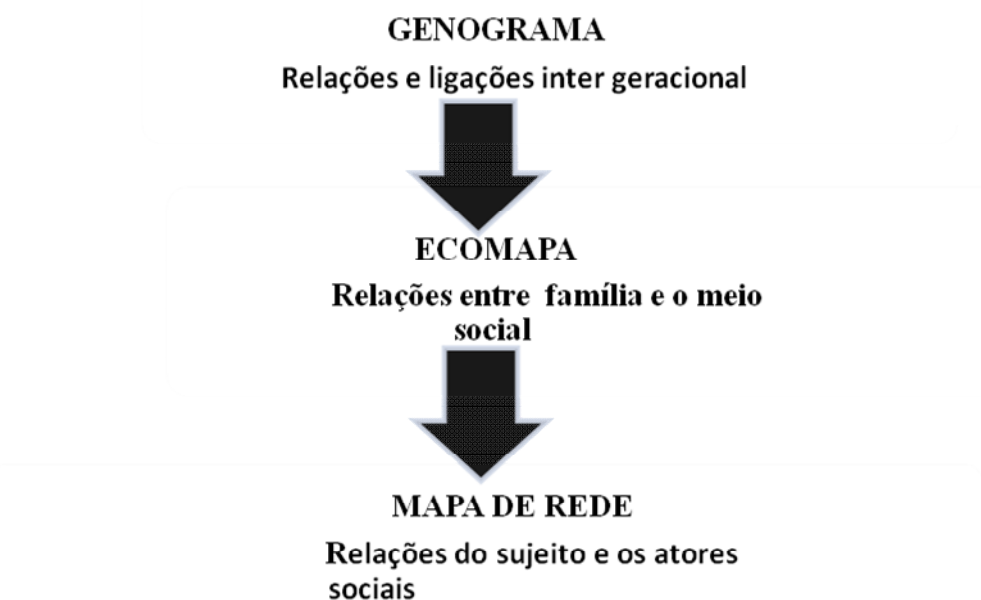 GENOGRAMA
Relações e ligações inter geracional
ECOMAPA
Relações entre família e o meio
social
MAPA DE REDE
Relações do sujeito e os atores
sociais